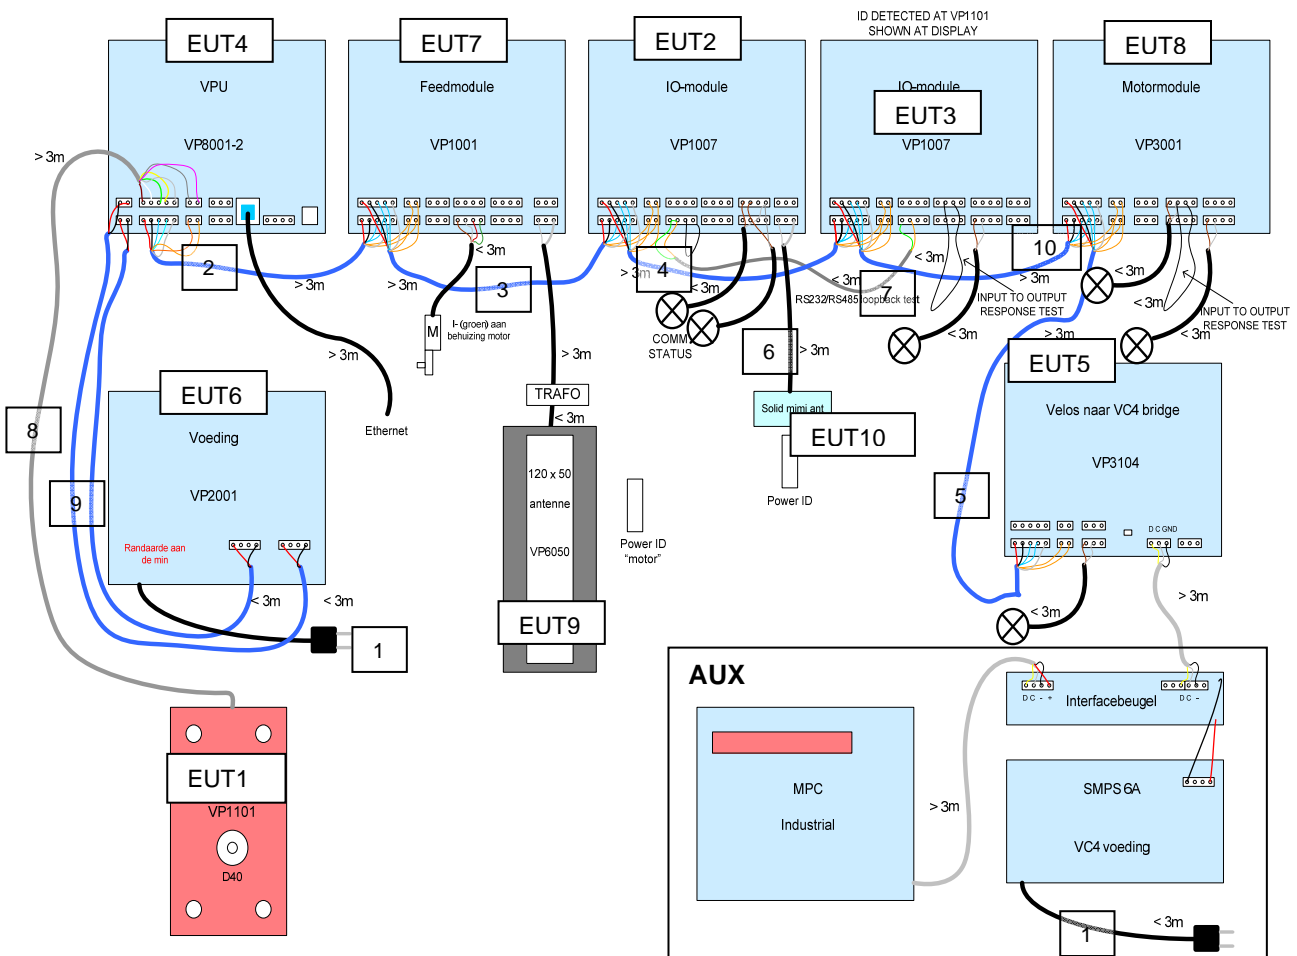 ID DETECTED AT VP1101
SHOWN AT DISPLAY
EUT4
EUT7
EUT2
EUT8
VPU
Feedmodule
IO-module
IO-module
Motormodule
EUT3
VP8001-2
VP1001
VP1007
VP1007
VP3001
> 3m
< 3m
< 3m
< 3m
< 3m
< 3m
2
4
10
> 3m
> 3m
> 3m
> 3m
> 3m
3
< 3m
< 3m
7
< 3m
< 3m
RS232/RS485 loopback test
INPUT TO OUTPUT
RESPONSE TEST
INPUT TO OUTPUT
RESPONSE TEST
M
I- (groen) aan
behuizing motor
COMM
STATUS
< 3m
> 3m
< 3m
> 3m
> 3m
6
> 3m
EUT5
EUT6
TRAFO
< 3m
Solid mimi ant
Velos naar VC4 bridge
8
Voeding
Ethernet
EUT10
VP3104
9
VP2001
120 x 50
antenne
VP6050
Power ID
5
D C GND
Randaarde aan
de min
Power ID
"motor"
< 3m
< 3m
EUT9
< 3m
> 3m
1
AUX
D C - +
D C -
Interfacebeugel
EUT1
VP1101
D40
MPC
Industrial
> 3m
SMPS 6A
VC4 voeding
1
< 3m